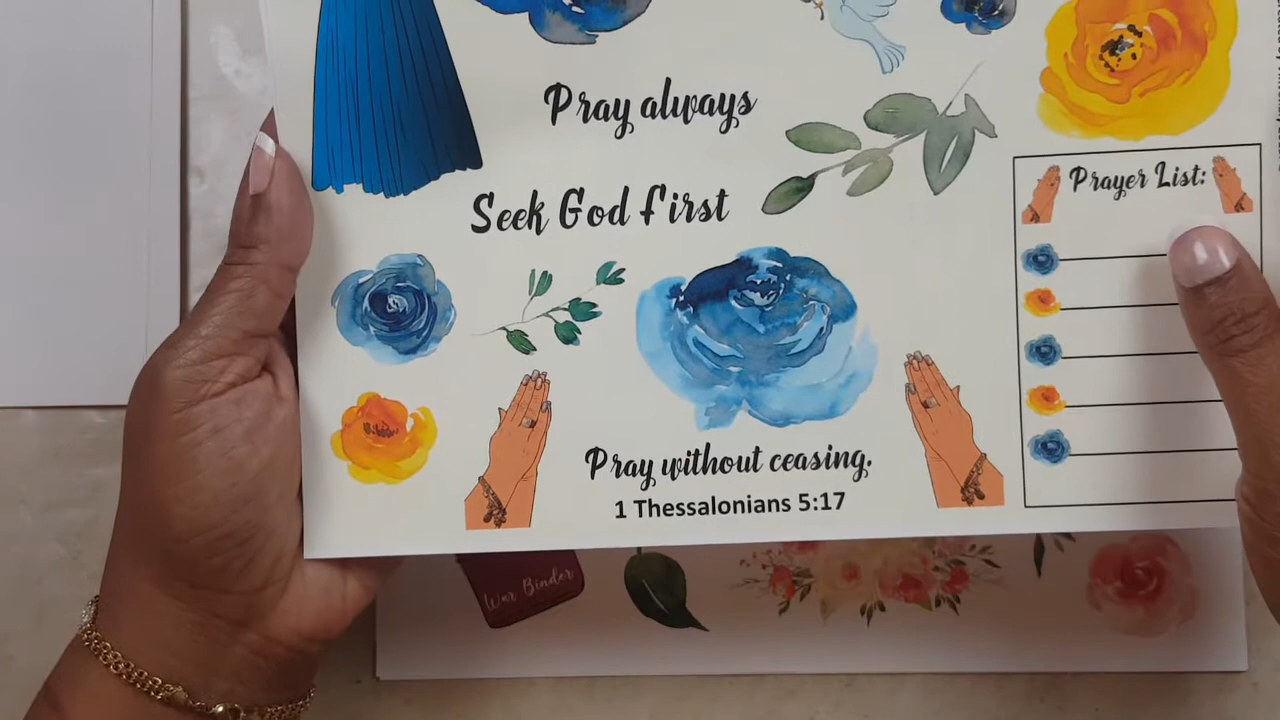 Pray always
Seek God first
Prayer List:
Pray without ceasing.
1 Thessalonians 5:17
War Binder